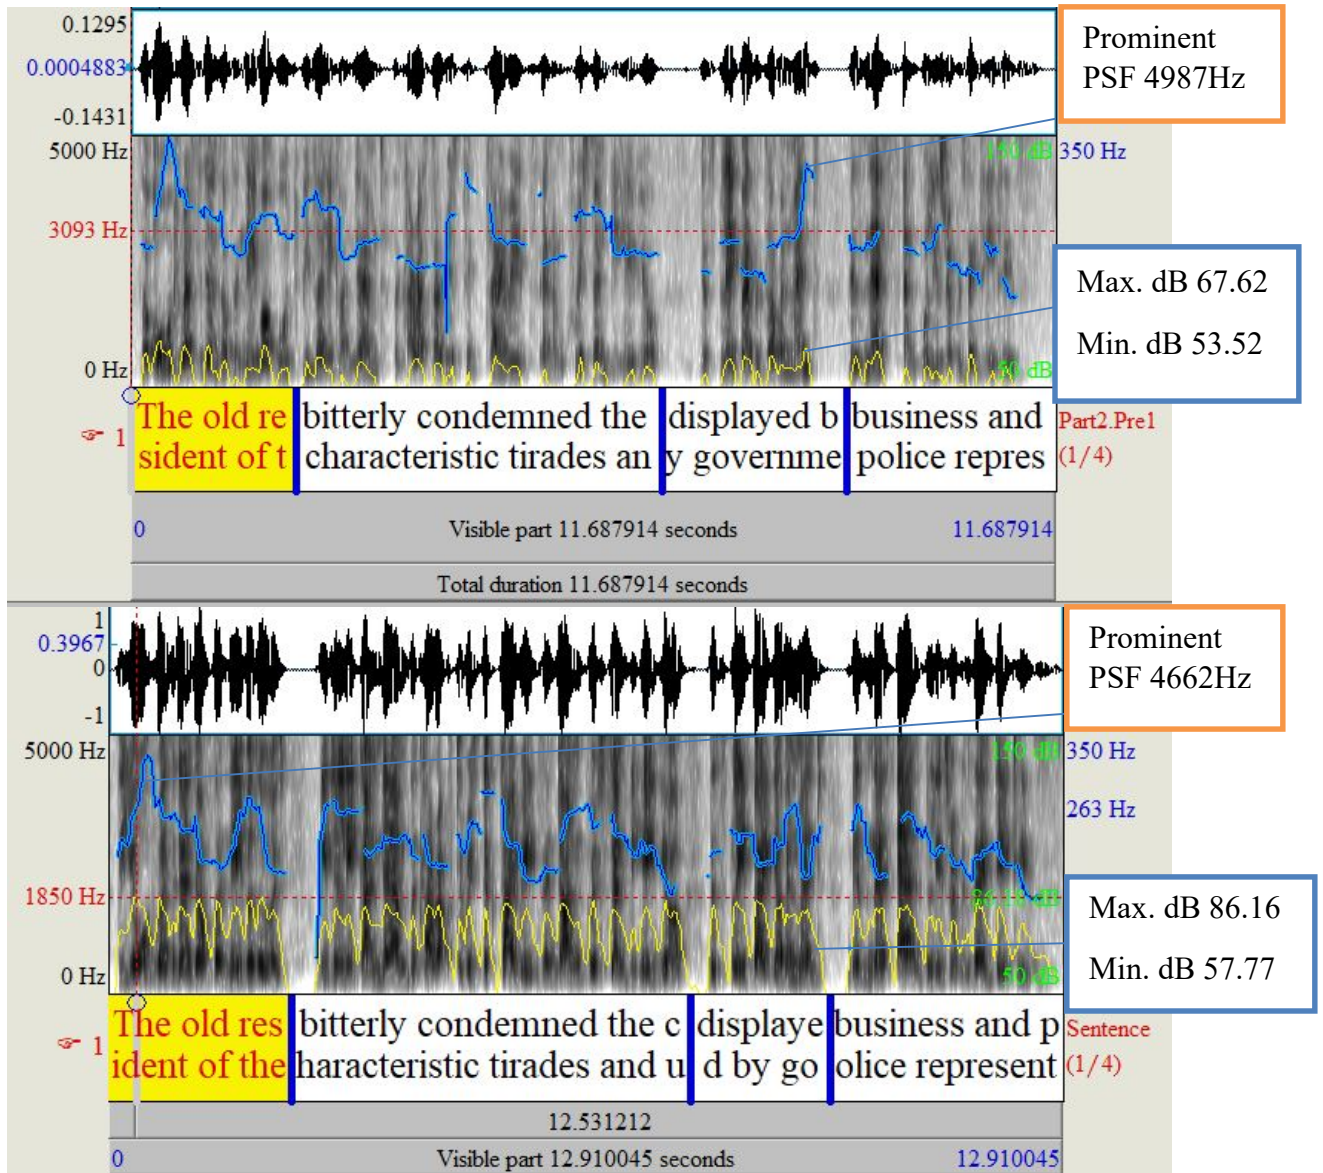 0.1295
0.0004883
-0.1431
Prominent
PSF 4987Hz
5000 Hz
150 dB
350 Hz
3093 Hz
Max. dB 67.62
Min. dB 53.52
0 Hz
50 dB
The old re
sident of t
bitterly condemned the
characteristic tirades an
displayed b
y governme
business and
police repres
☞ 1
Part2.Pre1
(1/4)
0
Visible part 11.687914 seconds
11.687914
Total duration 11.687914 seconds
1
0.3967
0
-1
Prominent
PSF 4662Hz
5000 Hz
150 dB
350 Hz
263 Hz
1850 Hz
86.16 dB
Max. dB 86.16
Min. dB 57.77
0 Hz
50 dB
The old res
ident of the
bitterly condemned the c
haracteristic tirades and u
displaye
d by go
business and p
olice represent
☞ 1
Sentence
(1/4)
12.531212
0
Visible part 12.910045 seconds
12.910045